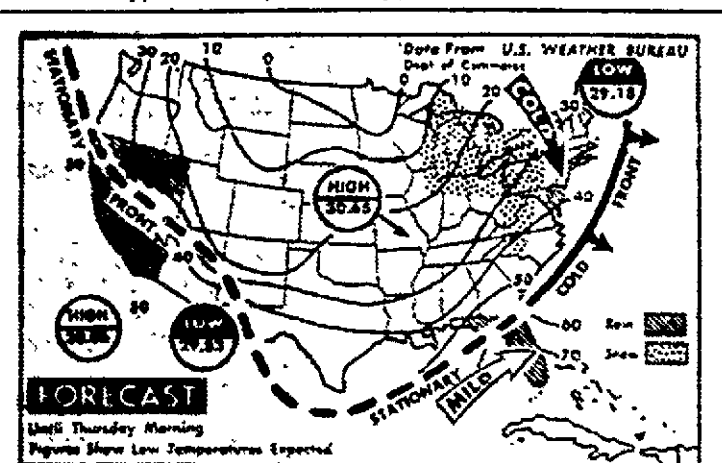 Data From U.S. WEATHER BUREAU
Dept of Commerce
30
20
10
0
0
10
20
30
STATIONARY
COLD
LOW
29.18
50
HIGH
30.65
FRONT
40
40
FRONT
COLD
50
HIGH
50
LOW
60
Rain
70
Snow
STATIONARY
MILD
FORECAST
Until Thursday Morning
Figures Show Low Temperatures Expected